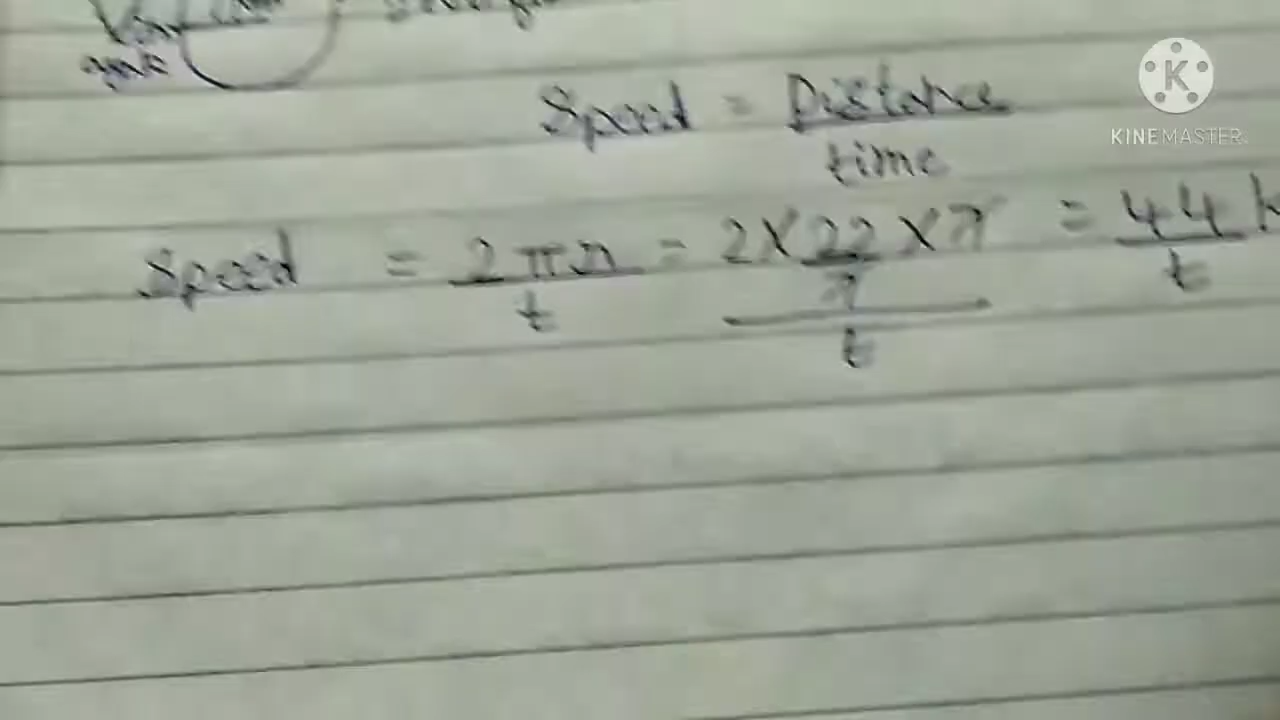 Speed = Distance / time
KINEMASTER
Speed = 2πr / t = 2 × 22/7 × 7 / t = 44 k / t